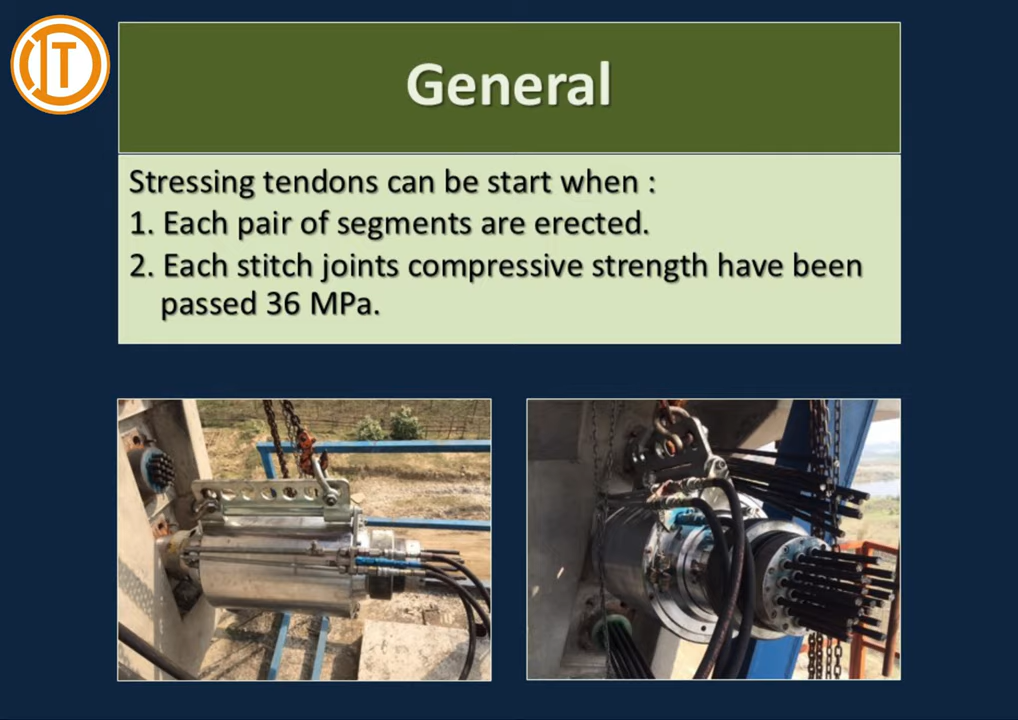 IT
General
Stressing tendons can be start when :
1. Each pair of segments are erected.
2. Each stitch joints compressive strength have been
passed 36 MPa.